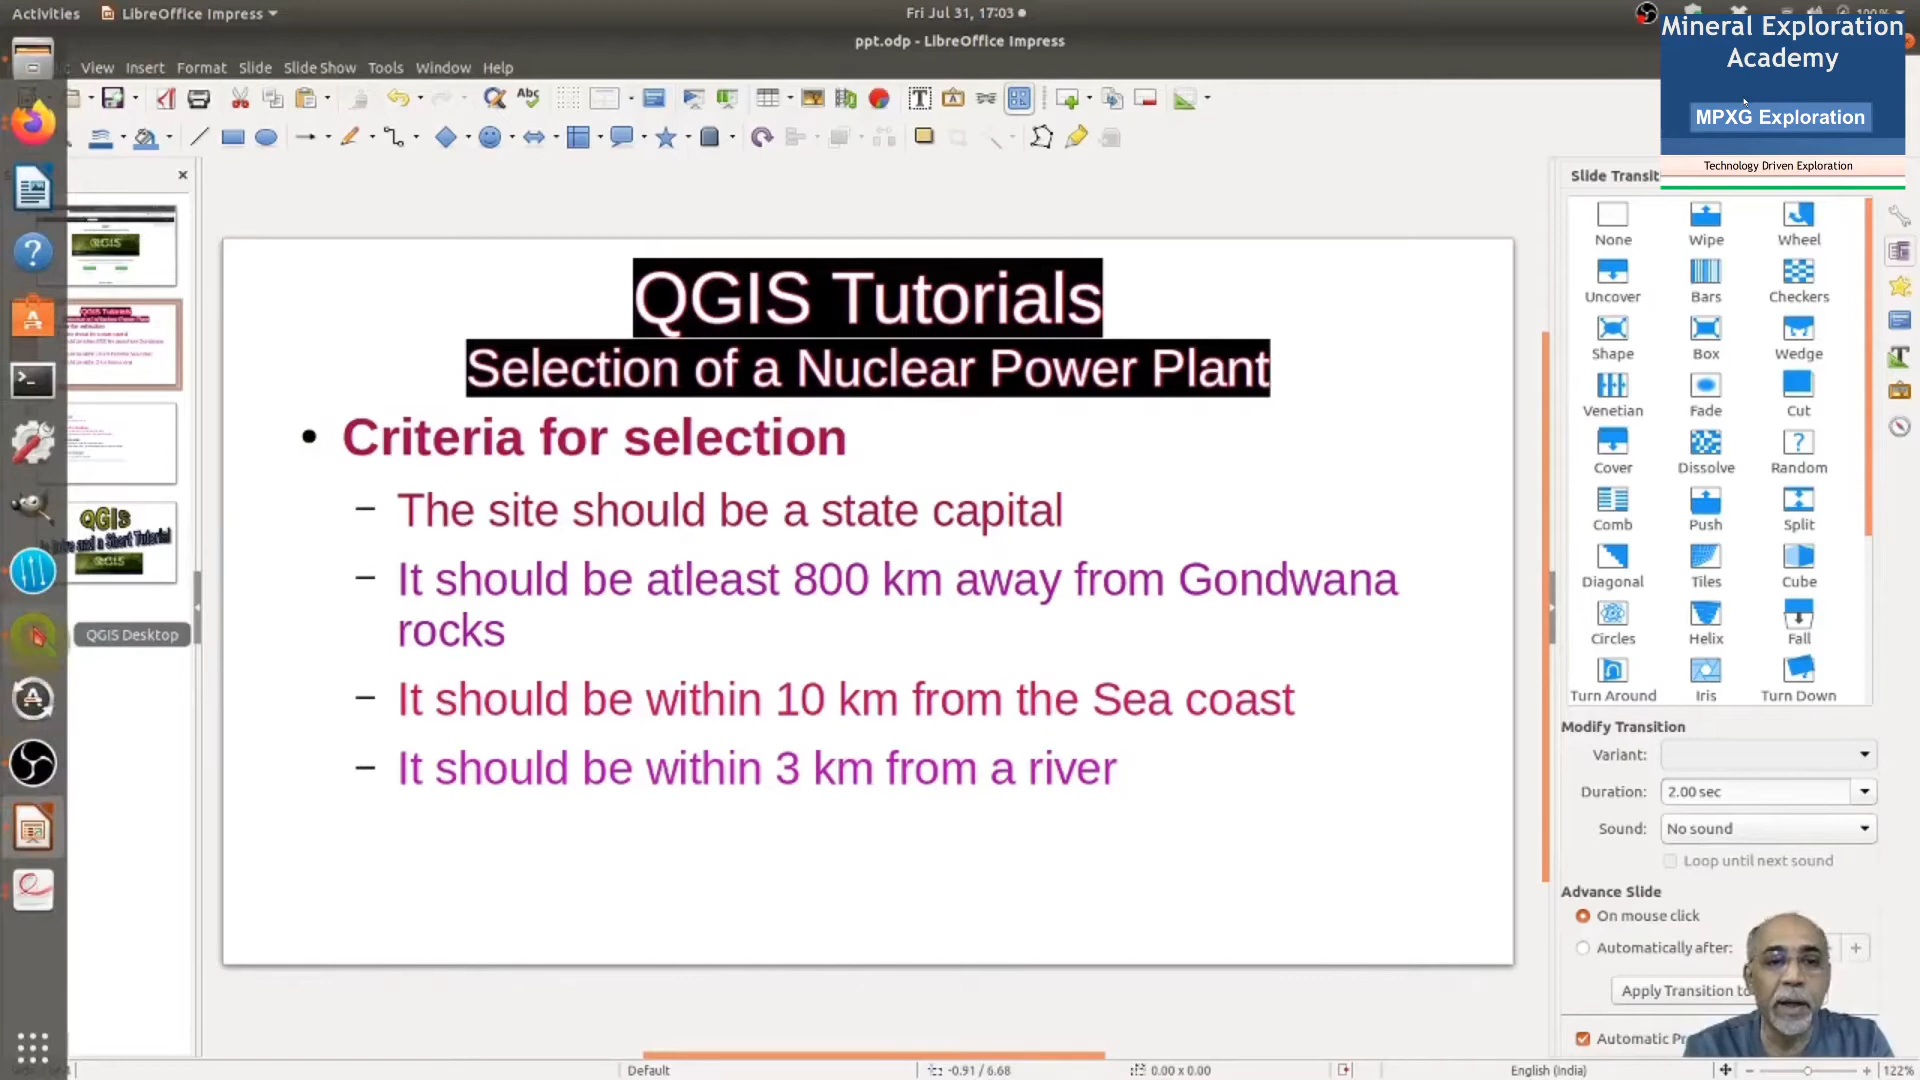 Activities
LibreOffice Impress
Fri Jul 31, 17:03
ppt.odp - LibreOffice Impress
View Insert Format Slide Slide Show Tools Window Help
Mineral Exploration
Academy
MPXG Exploration
Technology Driven Exploration
Abc
Slide Transit
QGIS Tutorials
Selection of a Nuclear Power Plant
• Criteria for selection
– The site should be a state capital
– It should be atleast 800 km away from Gondwana
rocks
– It should be within 10 km from the Sea coast
– It should be within 3 km from a river
QGIS
QGIS Tutorials
QGIS
QGIS
QGIS Desktop
None Wipe Wheel
Uncover Bars Checkers
Shape Box Wedge
Venetian Fade Cut
Cover Dissolve Random
Comb Push Split
Diagonal Tiles Cube
Circles Helix Fall
Turn Around Iris Turn Down
Modify Transition
Variant:
Duration: 2.00 sec
Sound: No sound
Loop until next sound
Advance Slide
On mouse click
Automatically after:
Apply Transition to
Automatic Pr
Default
-0.91 / 6.68
0.00 x 0.00
English (India)
122%